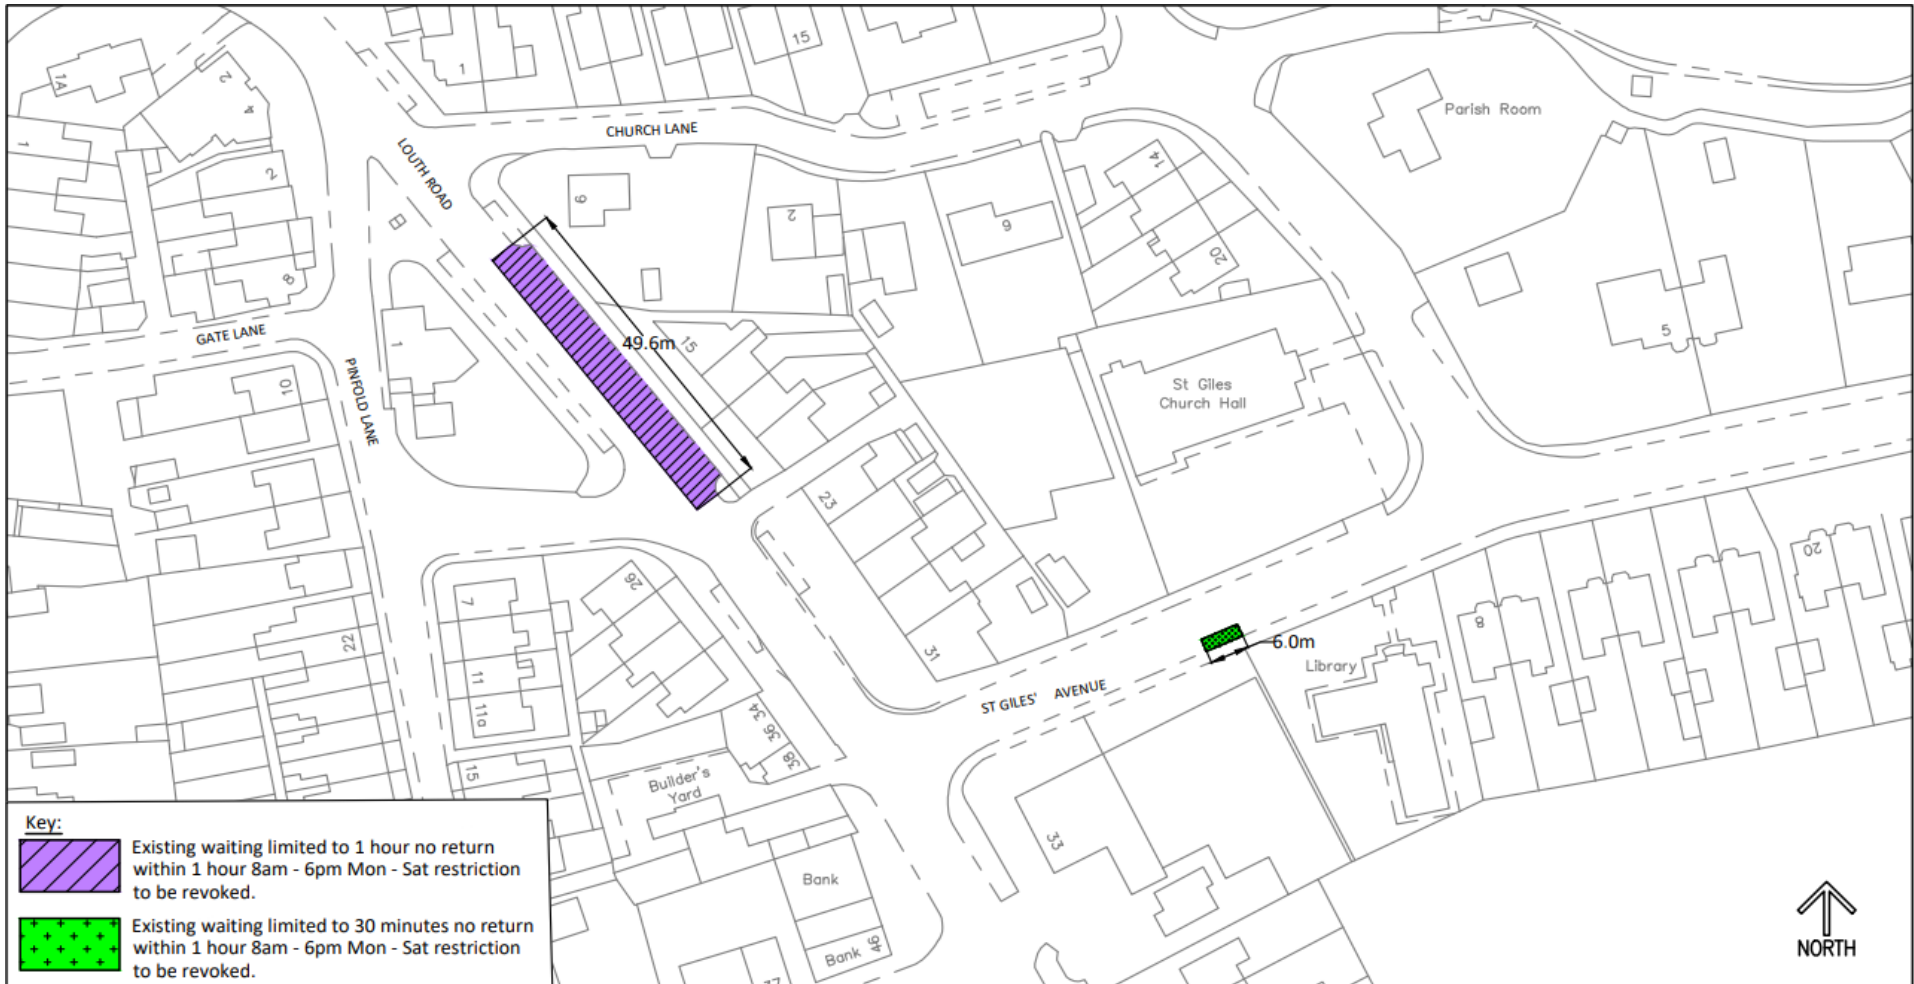 1A
2
4
1
15
1
CHURCH LANE
Parish Room
LOUTH ROAD
1
2
8
9
2
6
14
20
5
GATE LANE
PINFOLD LANE
1
10
49.6m
15
St Giles
Church Hall
23
31
26
7
11
11a
15
22
34
36
38
Builder's
Yard
ST GILES' AVENUE
6.0m
Library
8
20
33
Bank
Bank
46
Key:
Existing waiting limited to 1 hour no return
within 1 hour 8am - 6pm Mon - Sat restriction
to be revoked.
Existing waiting limited to 30 minutes no return
within 1 hour 8am - 6pm Mon - Sat restriction
to be revoked.
NORTH